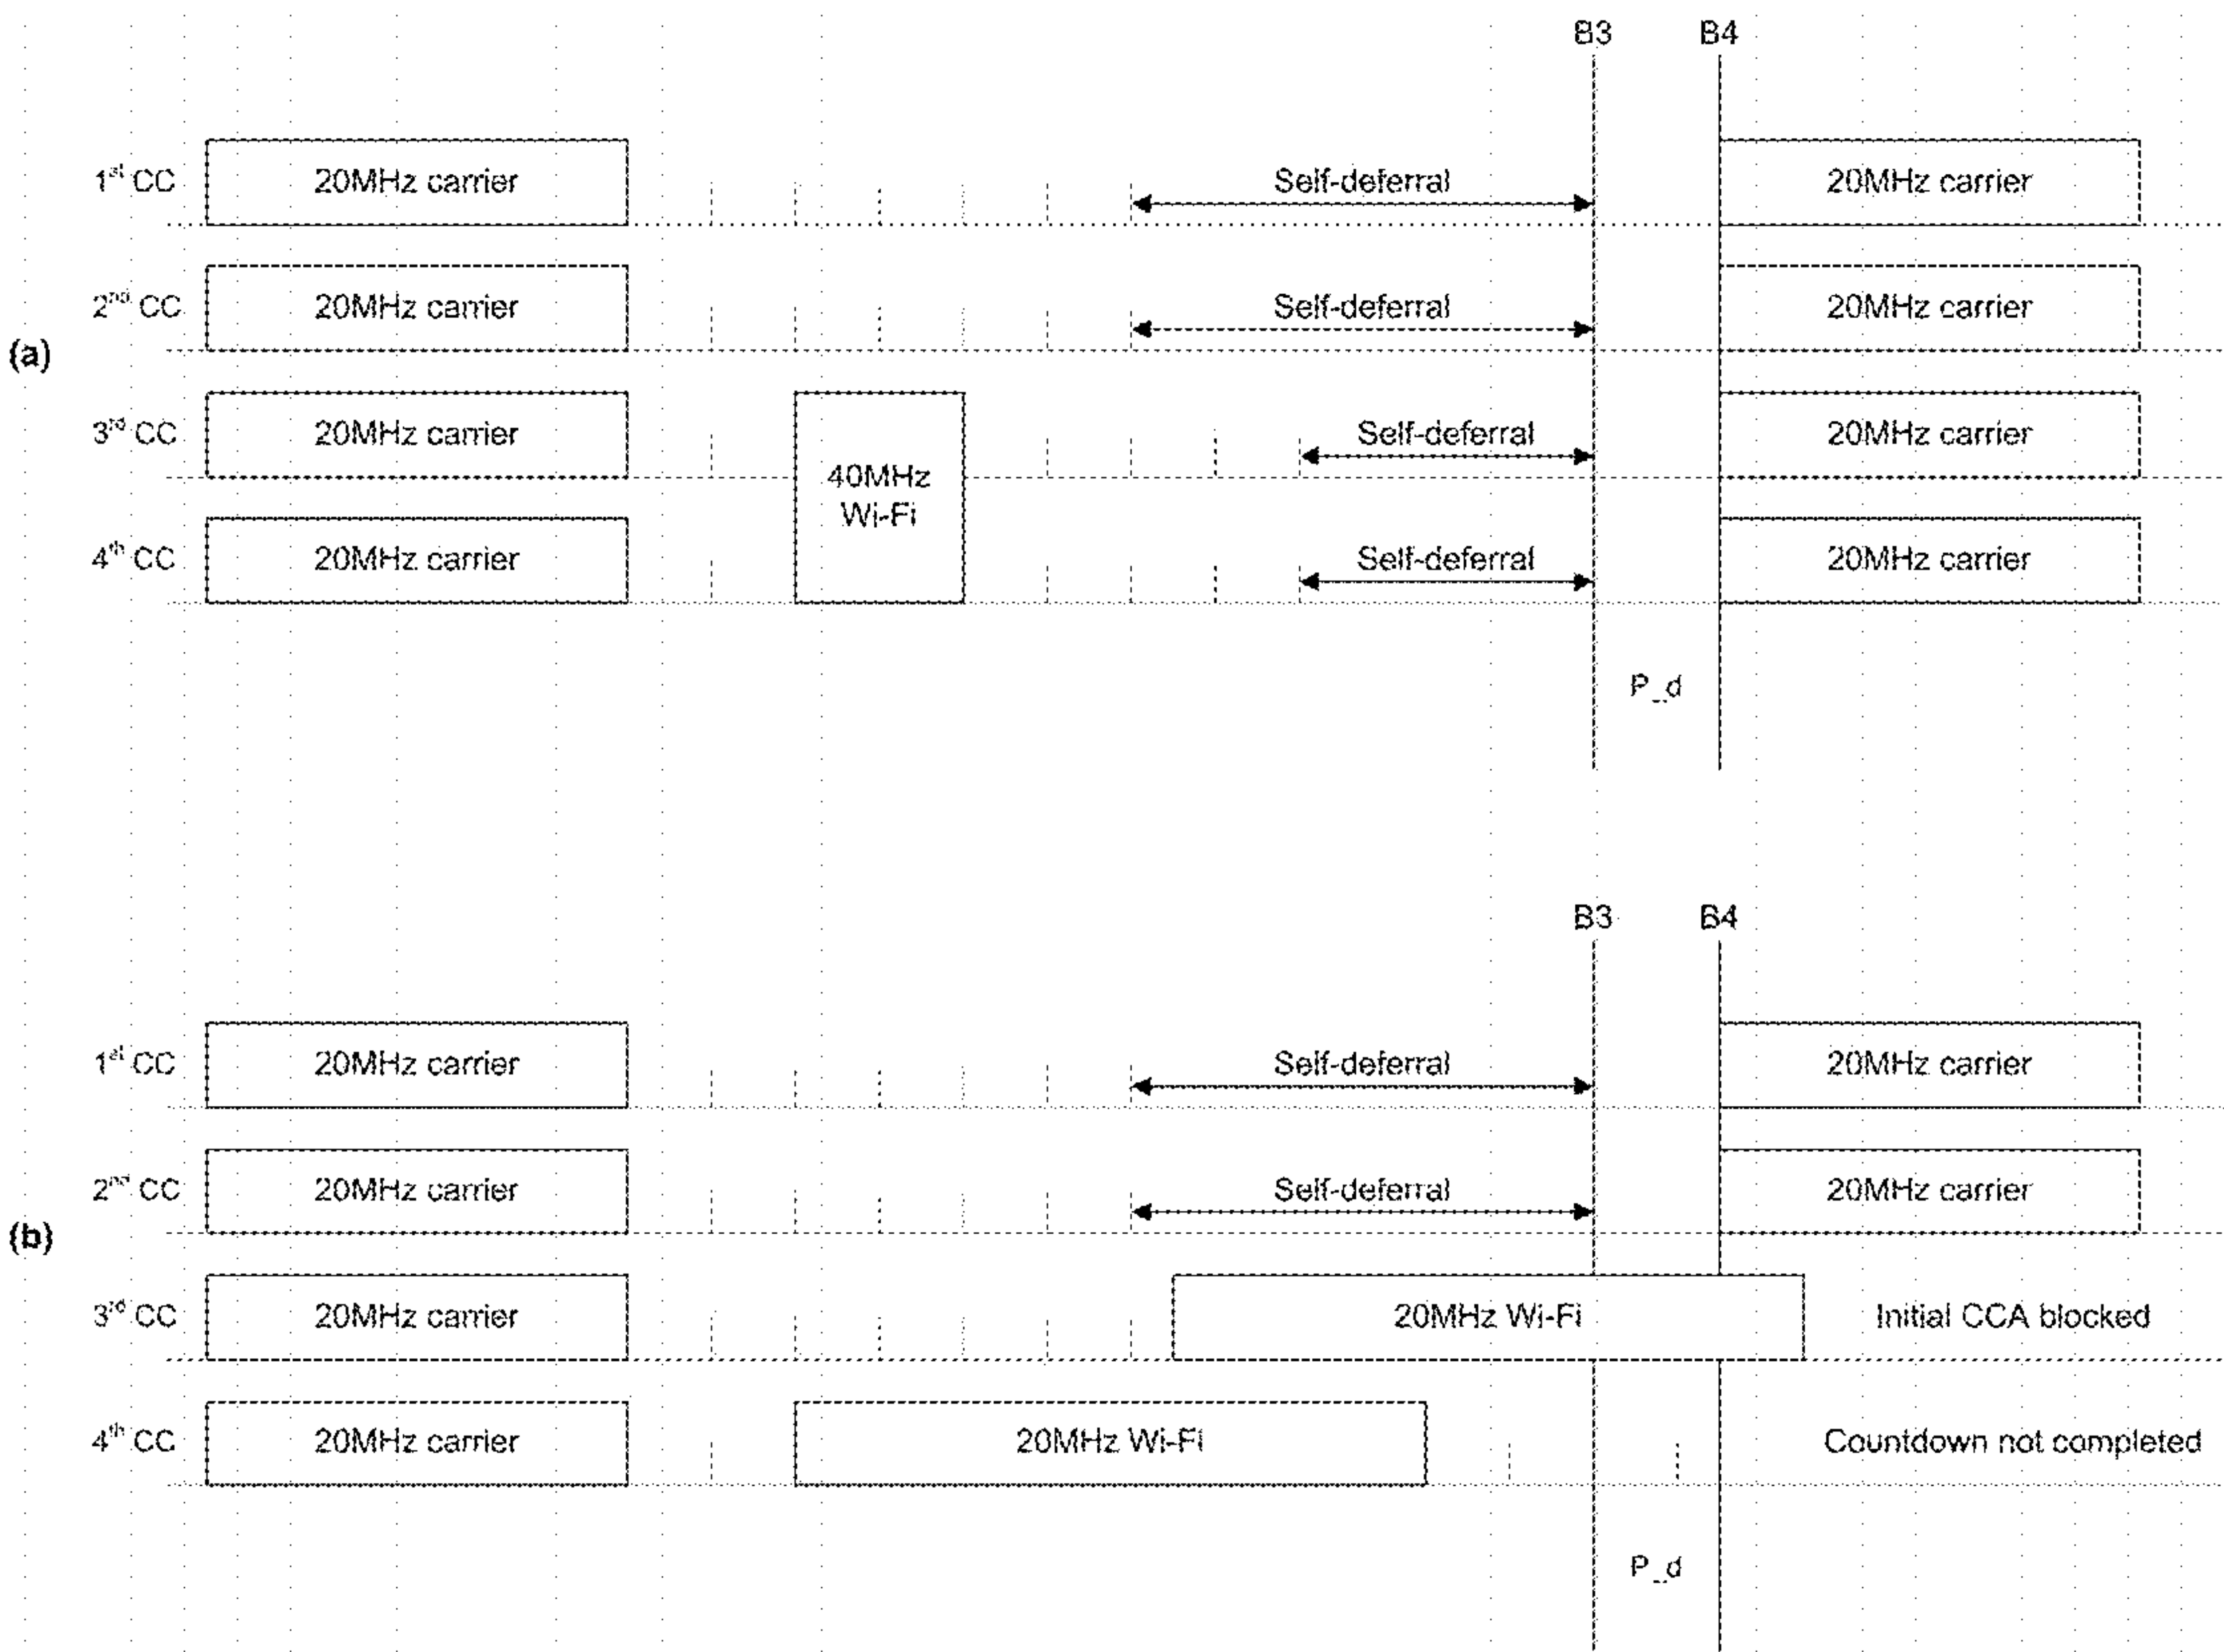 B3 B4
1st CC 20MHz carrier Self-deferral 20MHz carrier
2nd CC 20MHz carrier Self-deferral 20MHz carrier
(a)
3rd CC 20MHz carrier Self-deferral 20MHz carrier
40MHz
Wi-Fi
4th CC 20MHz carrier Self-deferral 20MHz carrier
P_d
B3 B4
1st CC 20MHz carrier Self-deferral 20MHz carrier
2nd CC 20MHz carrier Self-deferral 20MHz carrier
(b)
3rd CC 20MHz carrier 20MHz Wi-Fi Initial CCA blocked
4th CC 20MHz carrier 20MHz Wi-Fi Countdown not completed
P_d